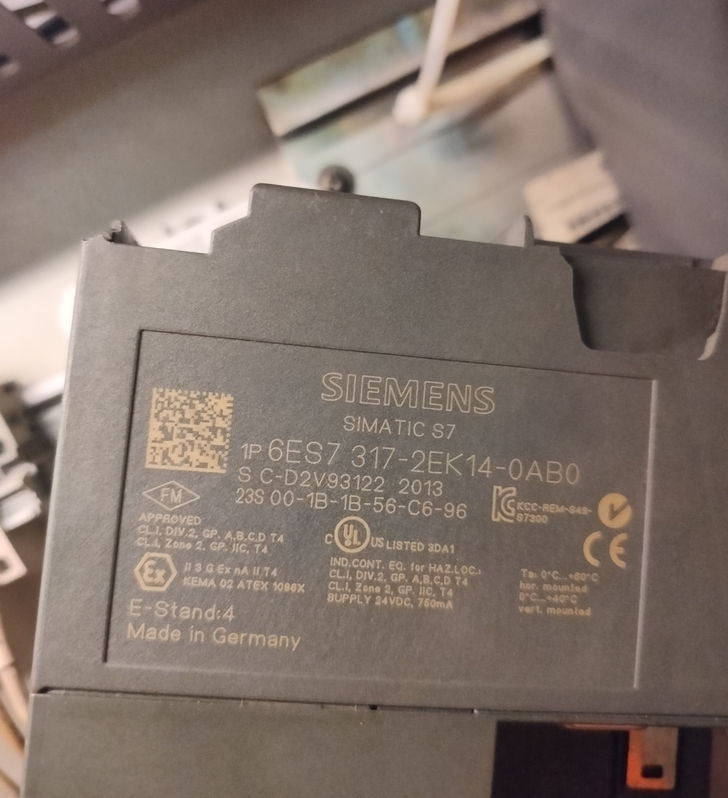 SIEMENS
SIMATIC S7
1P 6ES7 317-2EK14-0AB0
S C-D2V93122 2013
23S 00-1B-1B-56-C6-96
FM
APPROVED
CL.I, DIV.2, GP. A,B,C,D T4
CL.I, Zone 2, GP. IIC, T4
Ex
II 3 G Ex nA II T4
KEMA 02 ATEX 1096X
E-Stand:4
Made in Germany
C UL US LISTED 3DA1
IND.CONT. EQ. for HAZ.LOC.:
CL.I, DIV.2, GP. A,B,C,D T4
CL.I, Zone 2, GP. IIC, T4
SUPPLY 24VDC, 750mA
KCC-REM-S49-
S7300
CE
Ta: 0°C...+60°C
hor. mounted
0°C...+40°C
vert. mounted